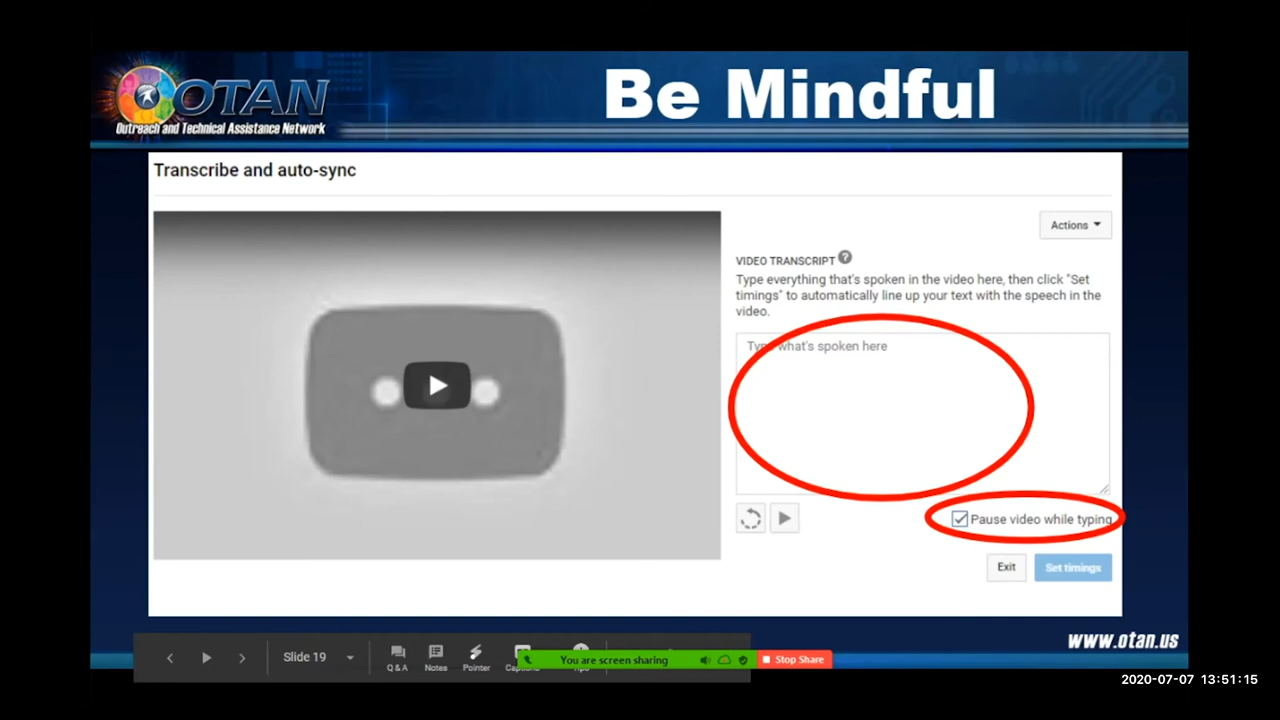 OTAN
Outreach and Technical Assistance Network
Be Mindful
Transcribe and auto-sync
Actions
VIDEO TRANSCRIPT ?
Type everything that's spoken in the video here, then click "Set
timings" to automatically line up your text with the speech in the
video.
Type what's spoken here
Pause video while typing
Exit
Set timings
www.otan.us
Slide 19
Q & A
Notes
Pointer
You are screen sharing
Stop Share
2020-07-07 13:51:15